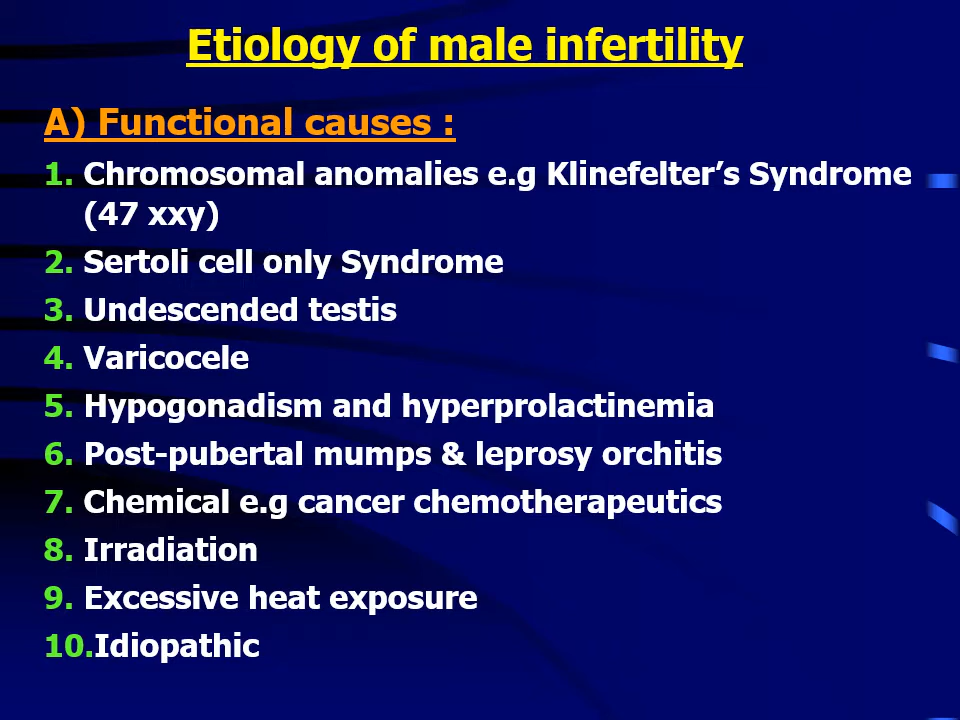 Etiology of male infertility
A) Functional causes :
1. Chromosomal anomalies e.g Klinefelter’s Syndrome
(47 xxy)
2. Sertoli cell only Syndrome
3. Undescended testis
4. Varicocele
5. Hypogonadism and hyperprolactinemia
6. Post-pubertal mumps & leprosy orchitis
7. Chemical e.g cancer chemotherapeutics
8. Irradiation
9. Excessive heat exposure
10.Idiopathic